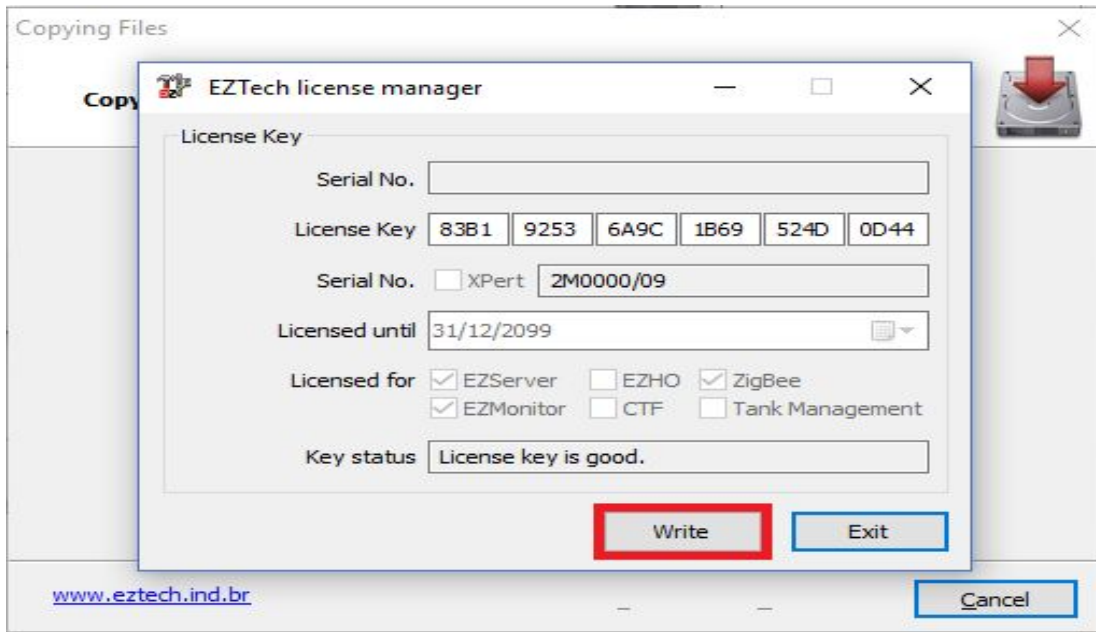 Copying Files
Copy
EZTech license manager
License Key
Serial No.
License Key 83B1 9253 6A9C 1B69 524D 0D44
Serial No. XPert 2M0000/09
Licensed until 31/12/2099
Licensed for EZServer EZHO ZigBee
EZMonitor CTF Tank Management
Key status License key is good.
Write Exit
www.eztech.ind.br
Cancel